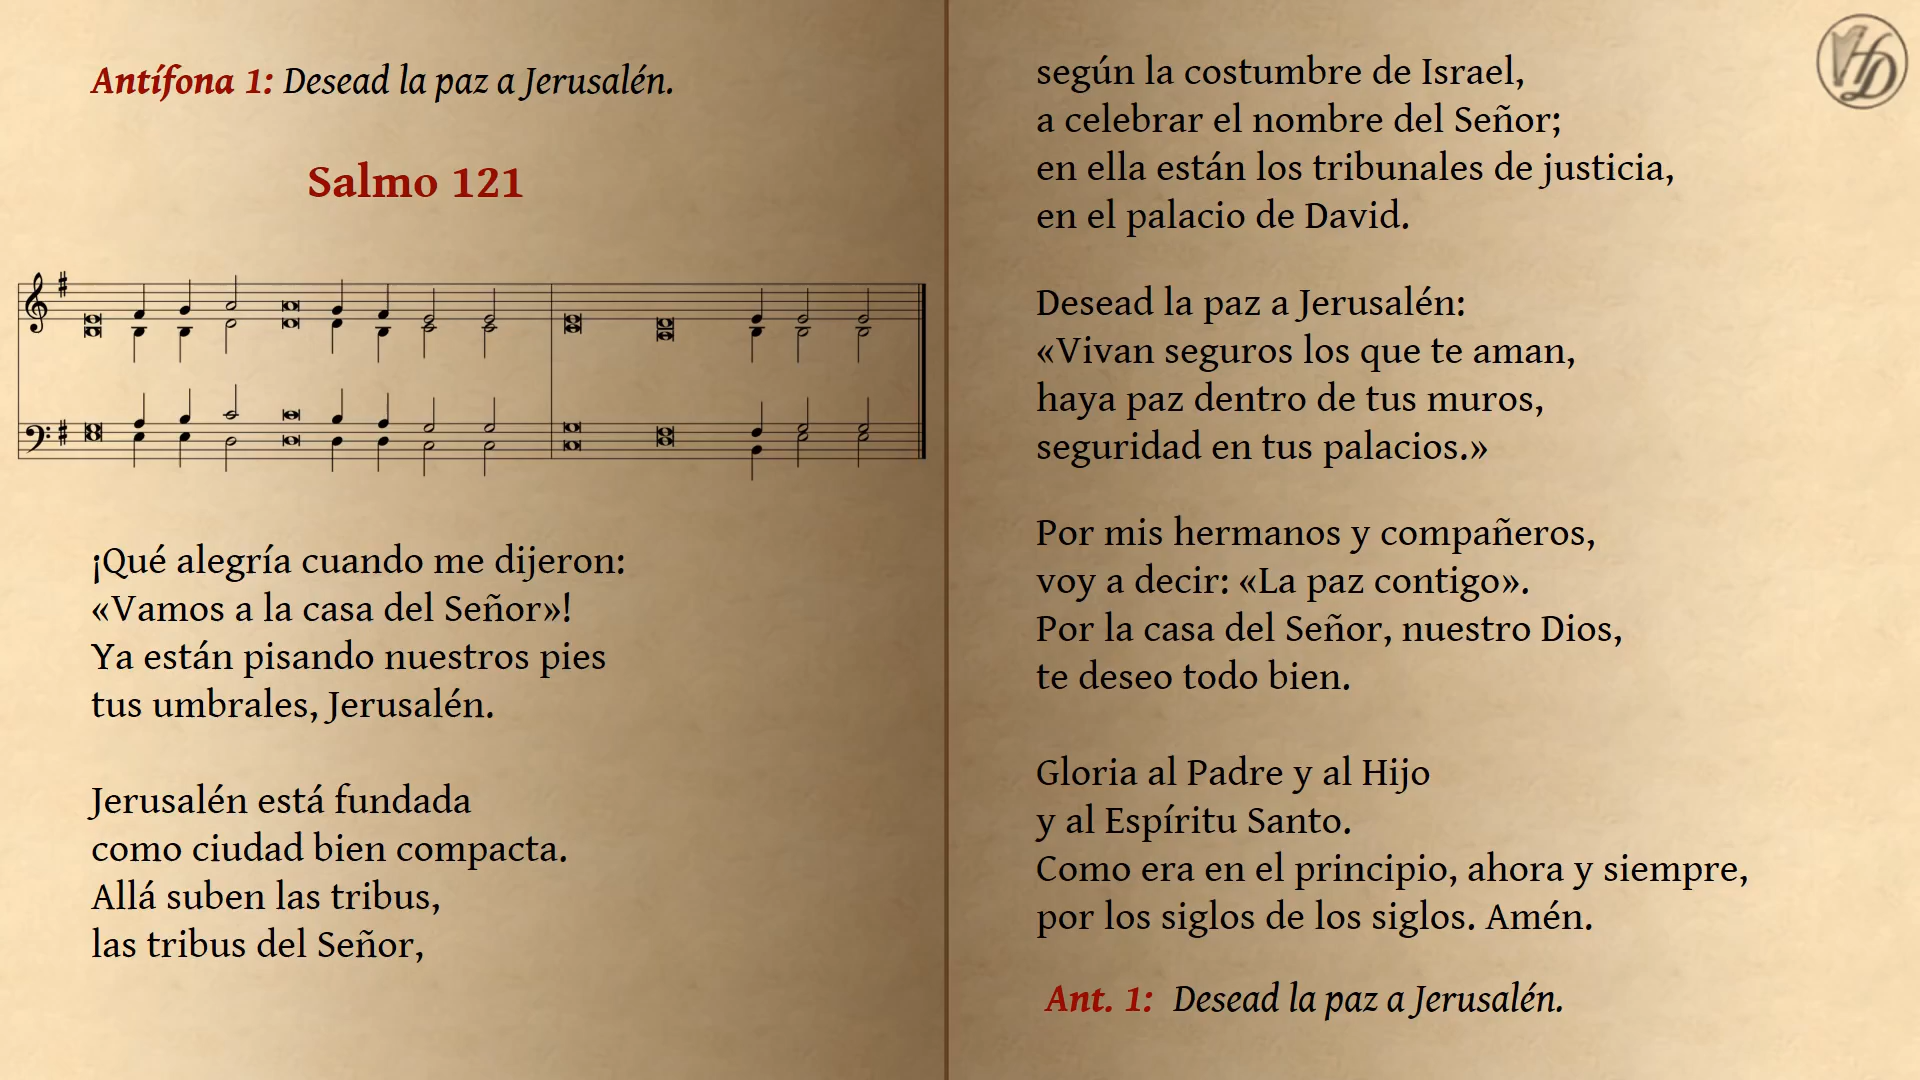 Antífona 1: Desead la paz a Jerusalén.
Salmo 121
¡Qué alegría cuando me dijeron:
«Vamos a la casa del Señor»!
Ya están pisando nuestros pies
tus umbrales, Jerusalén.
Jerusalén está fundada
como ciudad bien compacta.
Allá suben las tribus,
las tribus del Señor,
según la costumbre de Israel,
a celebrar el nombre del Señor;
en ella están los tribunales de justicia,
en el palacio de David.
Desead la paz a Jerusalén:
«Vivan seguros los que te aman,
haya paz dentro de tus muros,
seguridad en tus palacios.»
Por mis hermanos y compañeros,
voy a decir: «La paz contigo».
Por la casa del Señor, nuestro Dios,
te deseo todo bien.
Gloria al Padre y al Hijo
y al Espíritu Santo.
Como era en el principio, ahora y siempre,
por los siglos de los siglos. Amén.
Ant. 1: Desead la paz a Jerusalén.
HD